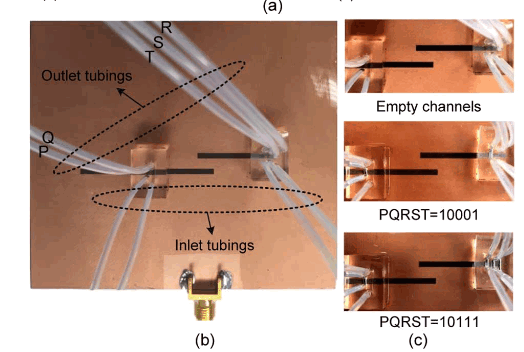 (a)
R
S
T
Outlet tubings
Q
P
Inlet tubings
(b)
Empty channels
PQRST=10001
PQRST=10111
(c)